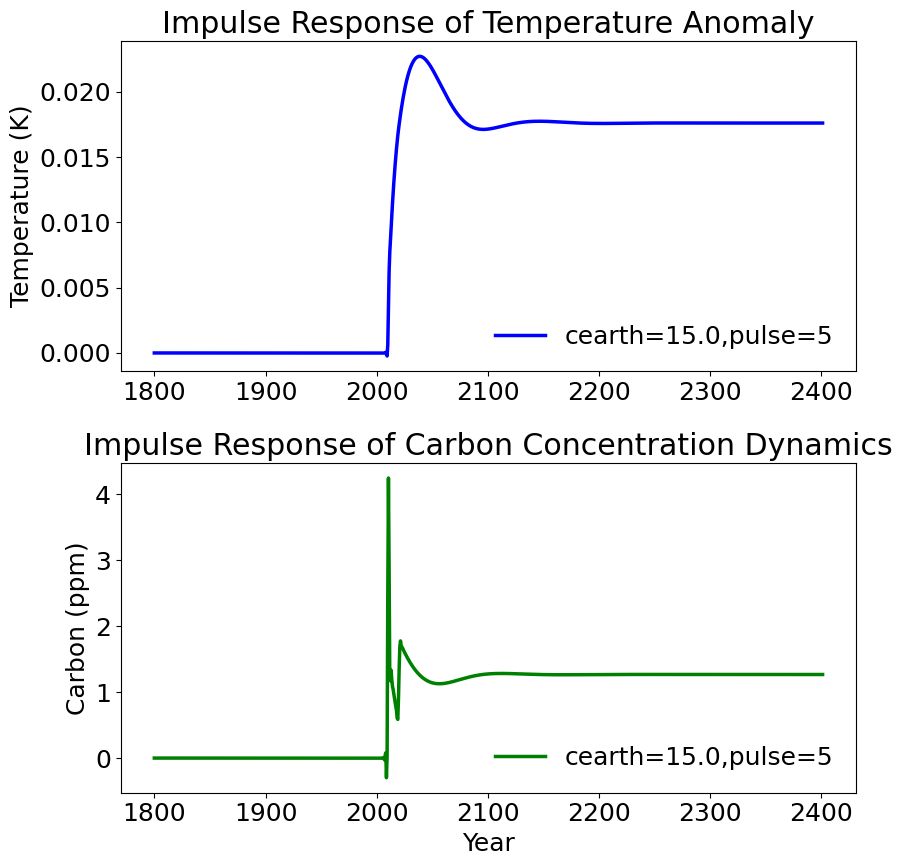 Impulse Response of Temperature Anomaly
Temperature (K)
0.020
0.015
0.010
0.005
0.000
cearth=15.0,pulse=5
1800 1900 2000 2100 2200 2300 2400
Impulse Response of Carbon Concentration Dynamics
Carbon (ppm)
4
3
2
1
0
cearth=15.0,pulse=5
1800 1900 2000 2100 2200 2300 2400
Year